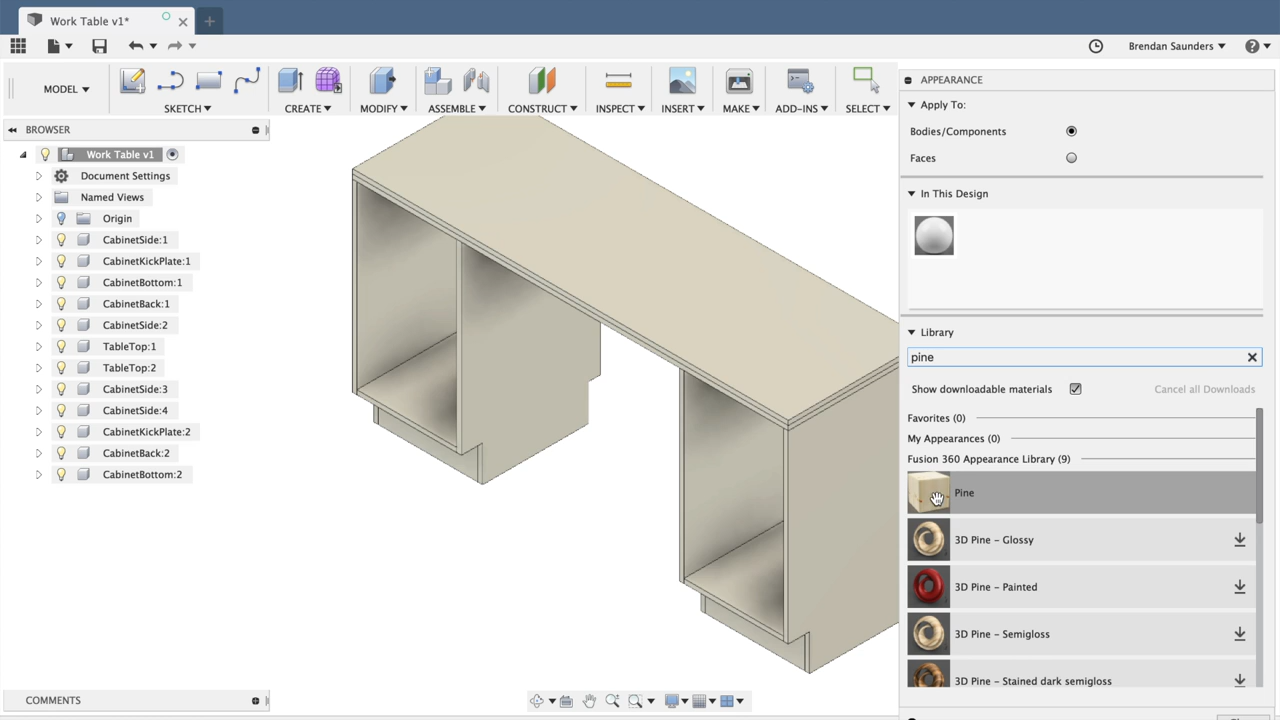 Work Table v1*
Brendan Saunders
MODEL
SKETCH
CREATE
MODIFY
ASSEMBLE
CONSTRUCT
INSPECT
INSERT
MAKE
ADD-INS
SELECT
BROWSER
Work Table v1
Document Settings
Named Views
Origin
CabinetSide:1
CabinetKickPlate:1
CabinetBottom:1
CabinetBack:1
CabinetSide:2
TableTop:1
TableTop:2
CabinetSide:3
CabinetSide:4
CabinetKickPlate:2
CabinetBack:2
CabinetBottom:2
COMMENTS
APPEARANCE
Apply To:
Bodies/Components
Faces
In This Design
Library
pine
Show downloadable materials
Cancel all Downloads
Favorites (0)
My Appearances (0)
Fusion 360 Appearance Library (9)
Pine
3D Pine - Glossy
3D Pine - Painted
3D Pine - Semigloss
3D Pine - Stained dark semigloss